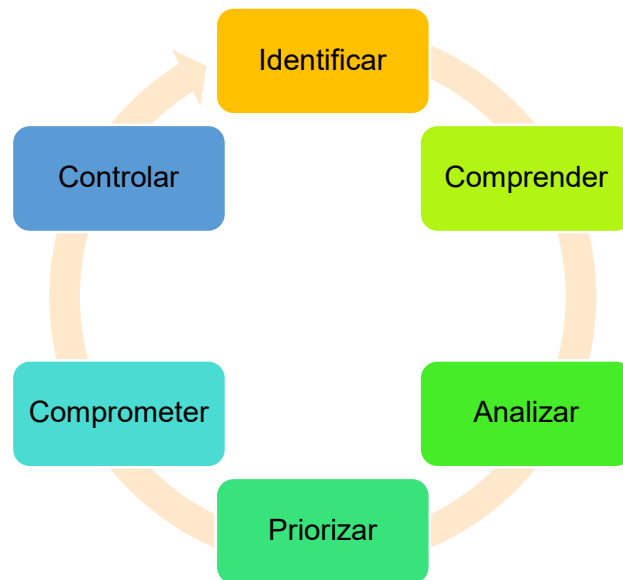 Identificar
Comprender
Analizar
Priorizar
Comprometer
Controlar